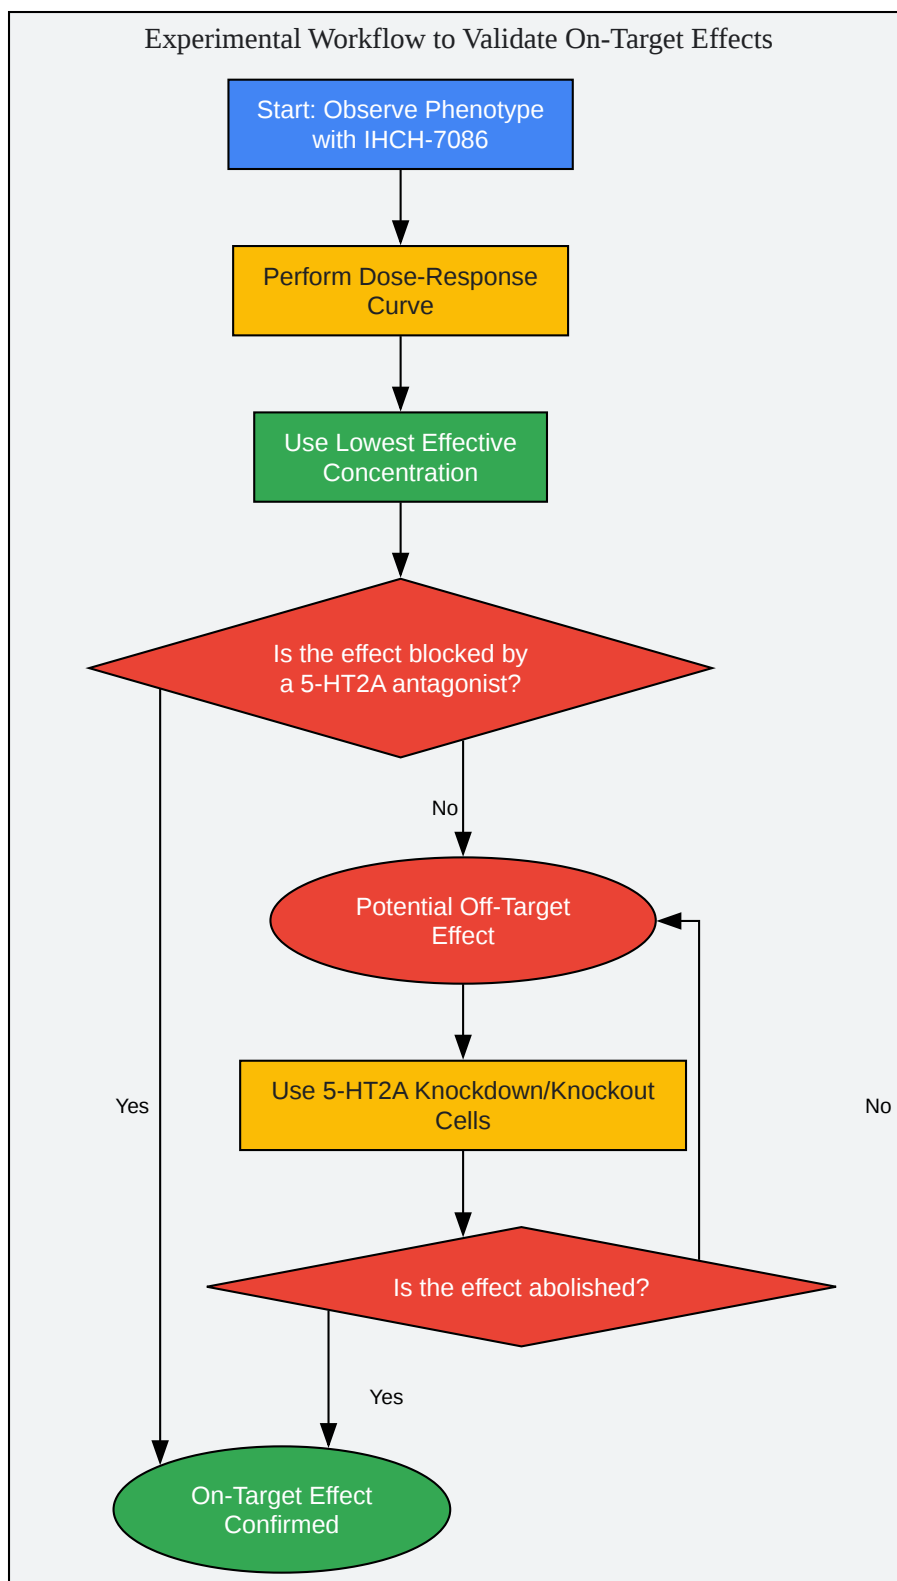 Experimental Workflow to Validate On-Target Effects
Start: Observe Phenotype
with IHCH-7086
Perform Dose-Response
Curve
Use Lowest Effective
Concentration
Is the effect blocked by
a 5-HT2A antagonist?
No
Potential Off-Target
Effect
Use 5-HT2A Knockdown/Knockout
Cells
Yes
No
Is the effect abolished?
Yes
On-Target Effect
Confirmed